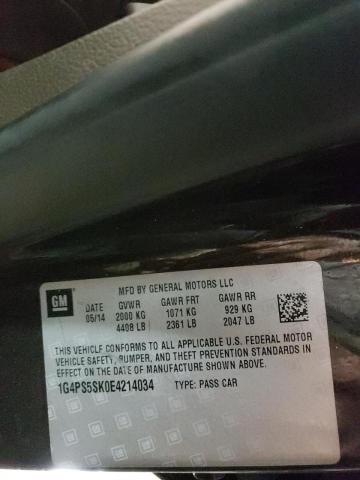 GM
MFD BY GENERAL MOTORS LLC
DATE GVWR GAWR FRT GAWR RR
05/14 2000 KG 1071 KG 929 KG
4408 LB 2361 LB 2047 LB
THIS VEHICLE CONFORMS TO ALL APPLICABLE U.S. FEDERAL MOTOR
VEHICLE SAFETY, BUMPER, AND THEFT PREVENTION STANDARDS IN
EFFECT ON THE DATE OF MANUFACTURE SHOWN ABOVE.
1G4PS5SK0E4214034 TYPE: PASS CAR